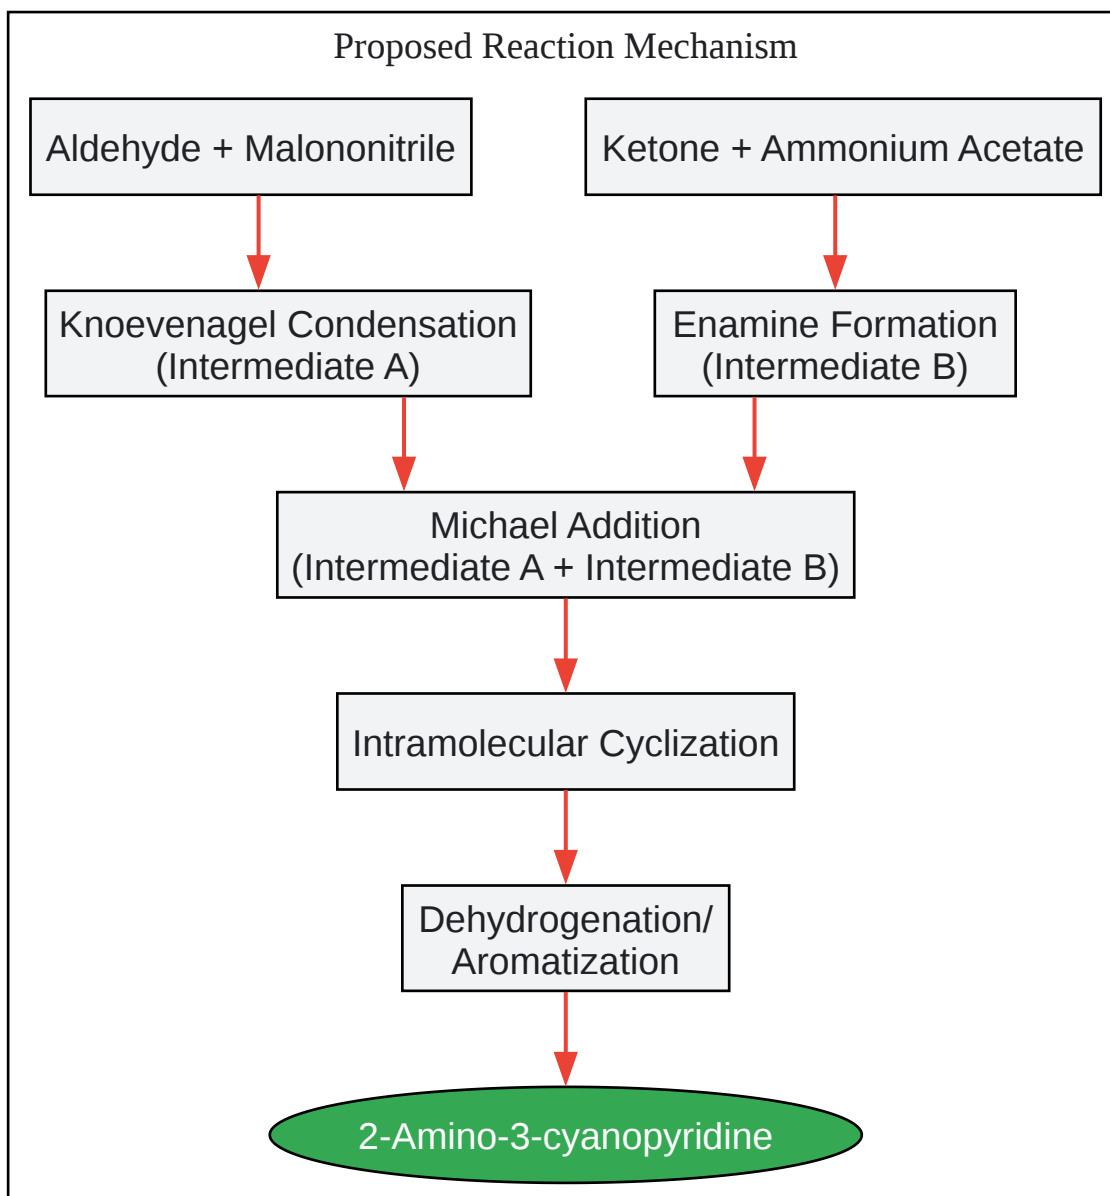 Proposed Reaction Mechanism
Aldehyde + Malononitrile
Ketone + Ammonium Acetate
Knoevenagel Condensation
(Intermediate A)
Enamine Formation
(Intermediate B)
Michael Addition
(Intermediate A + Intermediate B)
Intramolecular Cyclization
Dehydrogenation/
Aromatization
2-Amino-3-cyanopyridine